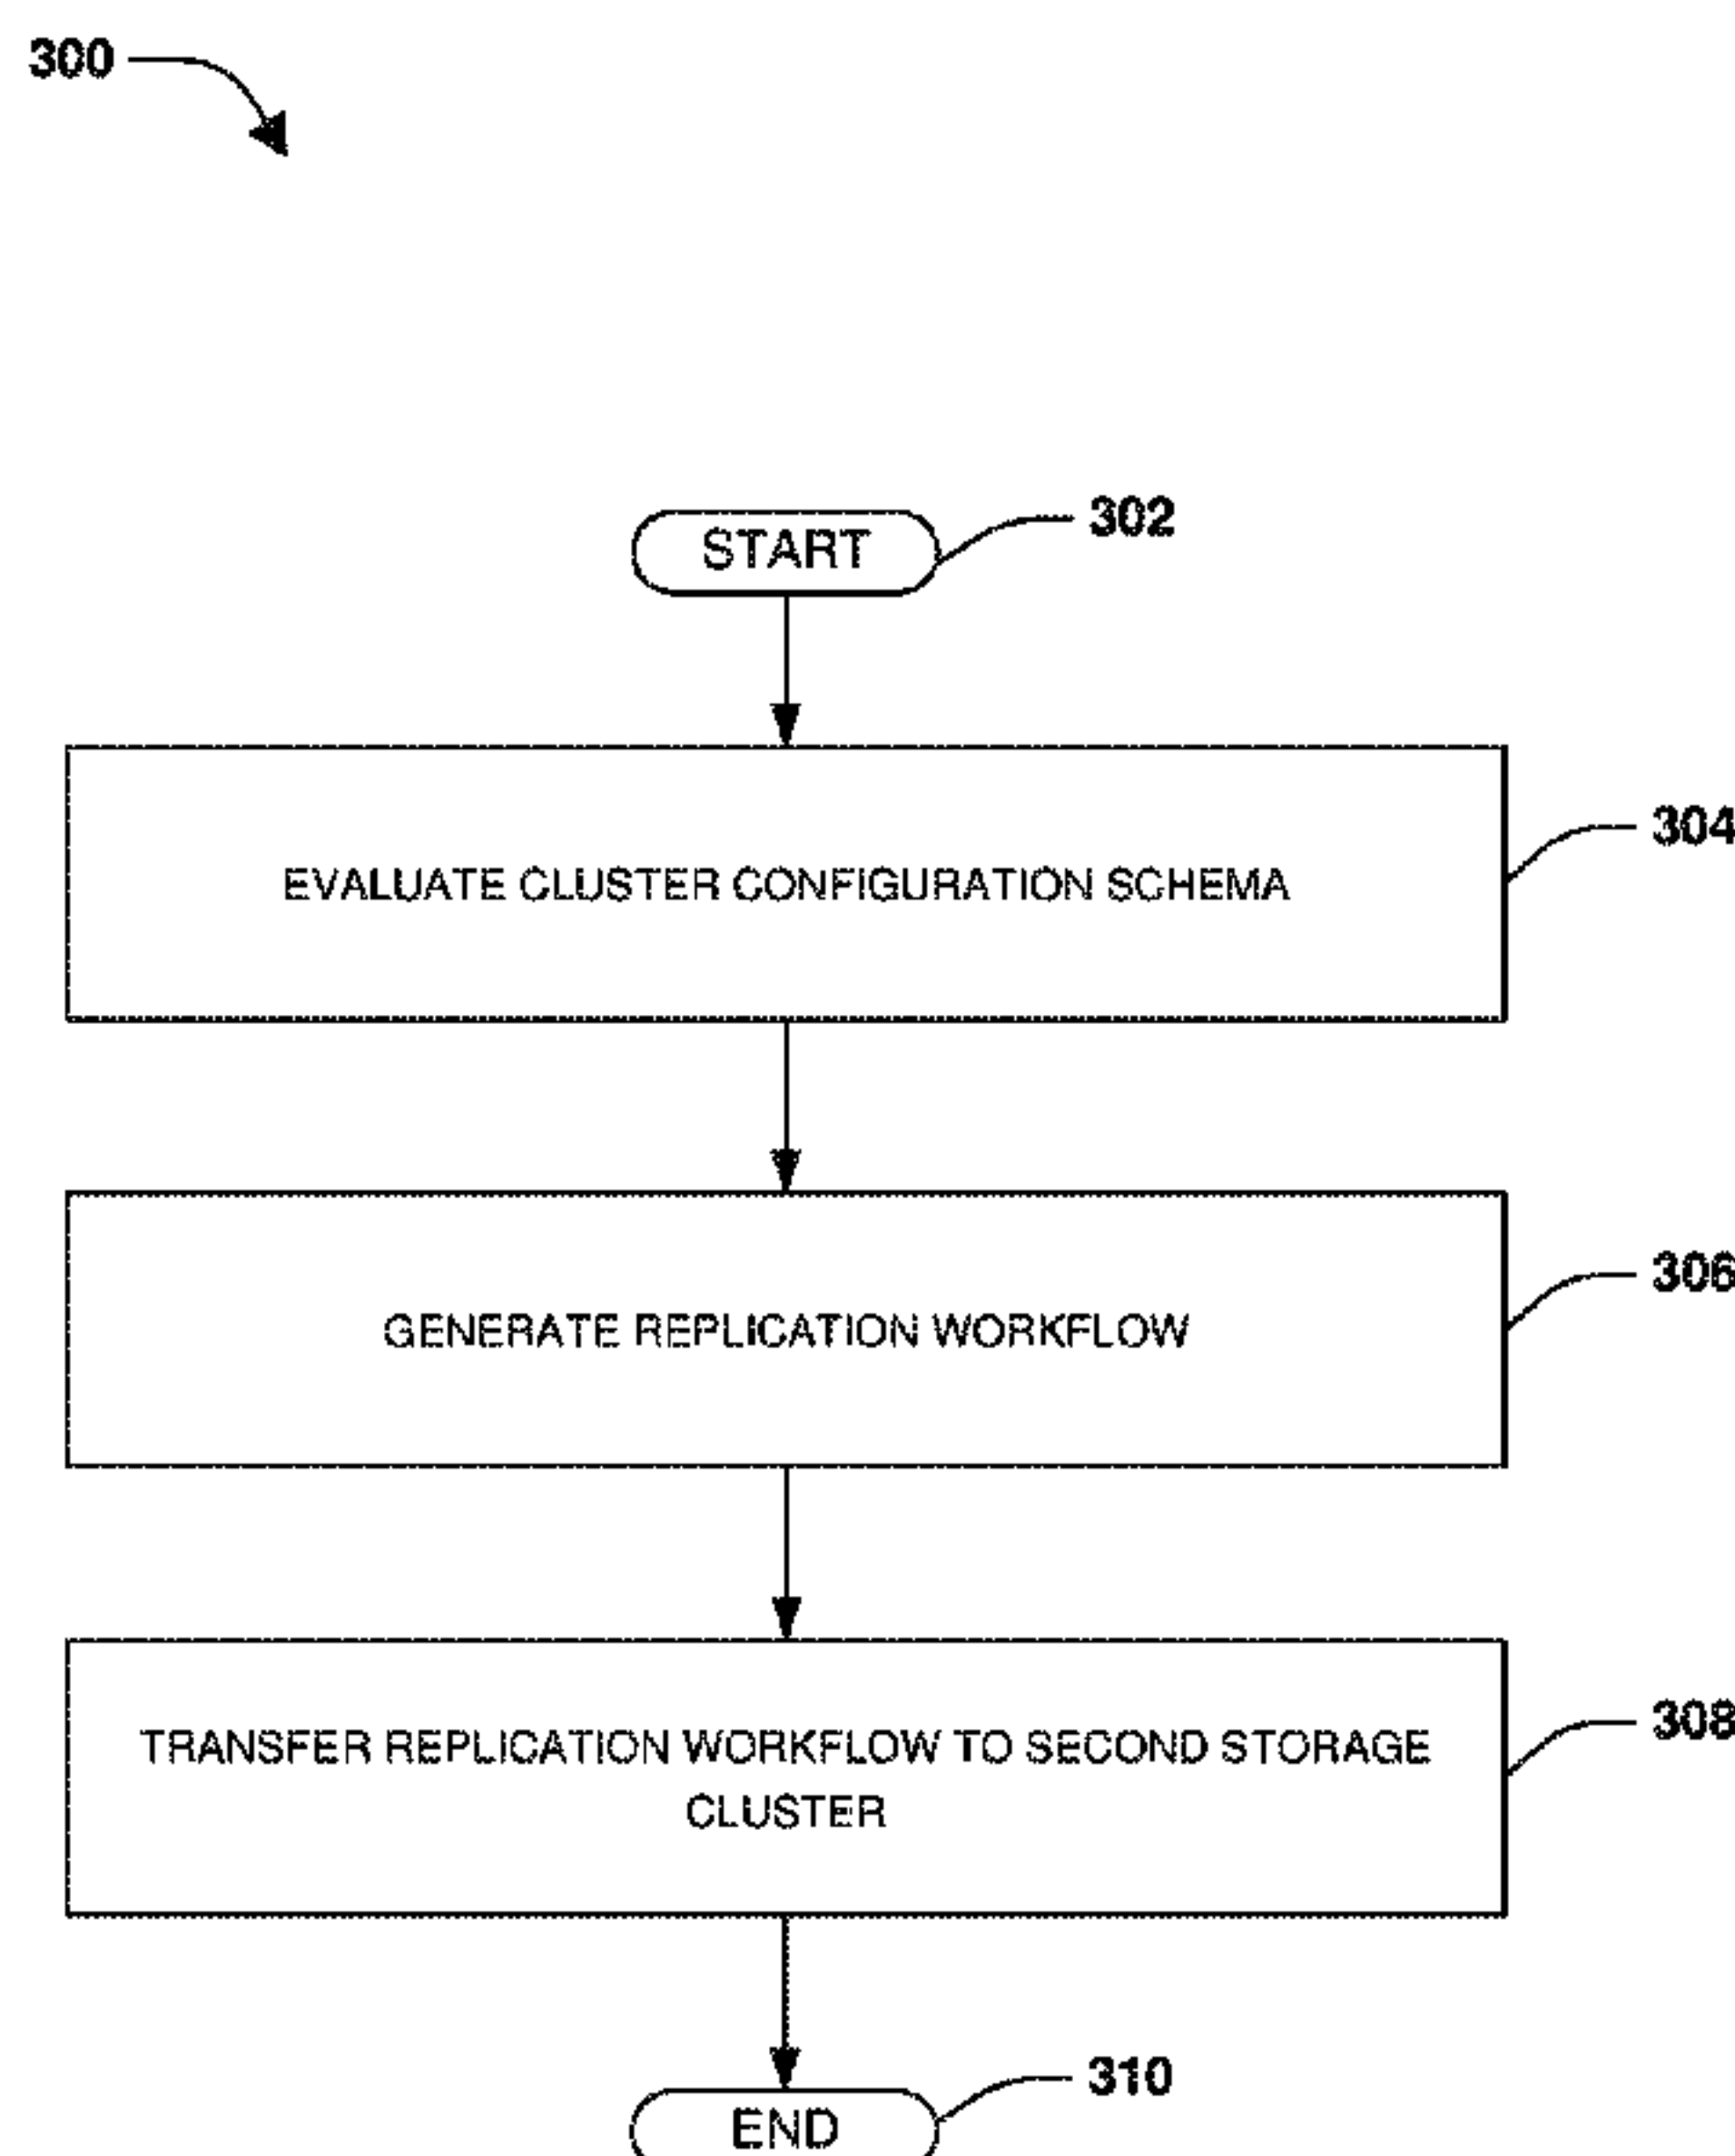 300
START
302
EVALUATE CLUSTER CONFIGURATION SCHEMA
304
GENERATE REPLICATION WORKFLOW
306
TRANSFER REPLICATION WORKFLOW TO SECOND STORAGE
CLUSTER
308
END
310